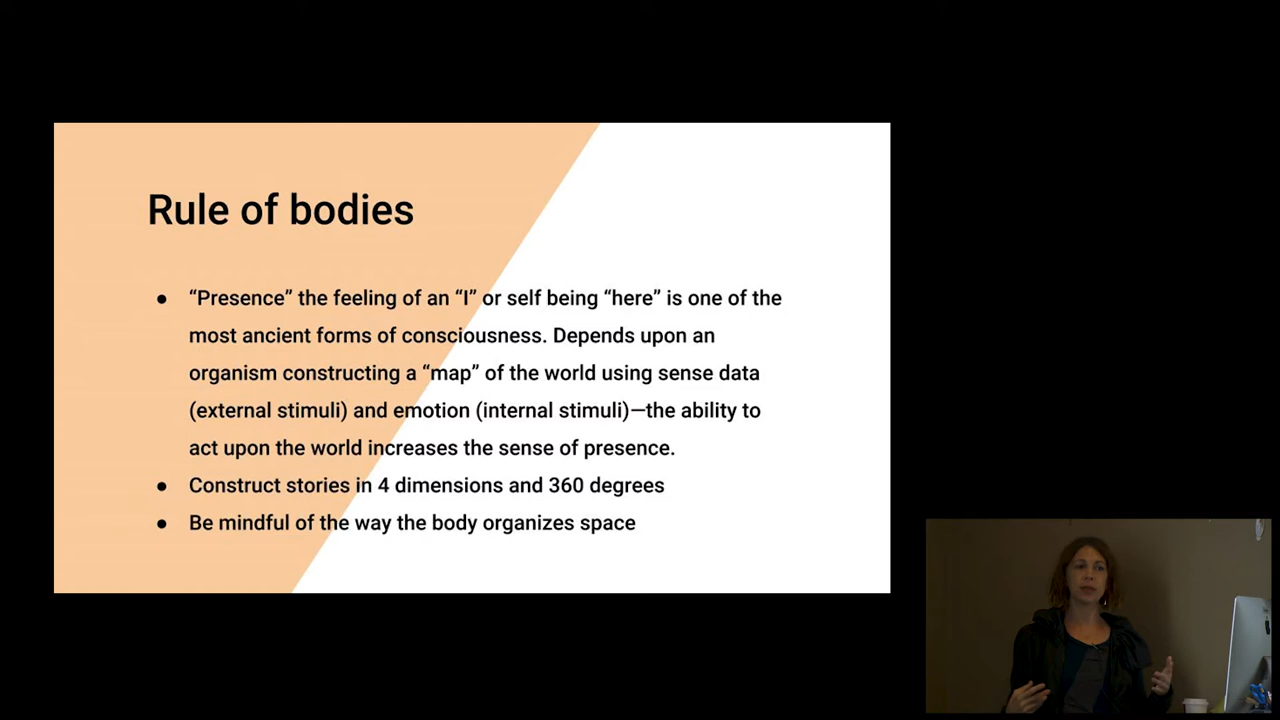 Rule of bodies
● “Presence” the feeling of an “I” or self being “here” is one of the
most ancient forms of consciousness. Depends upon an
organism constructing a “map” of the world using sense data
(external stimuli) and emotion (internal stimuli)—the ability to
act upon the world increases the sense of presence.
● Construct stories in 4 dimensions and 360 degrees
● Be mindful of the way the body organizes space